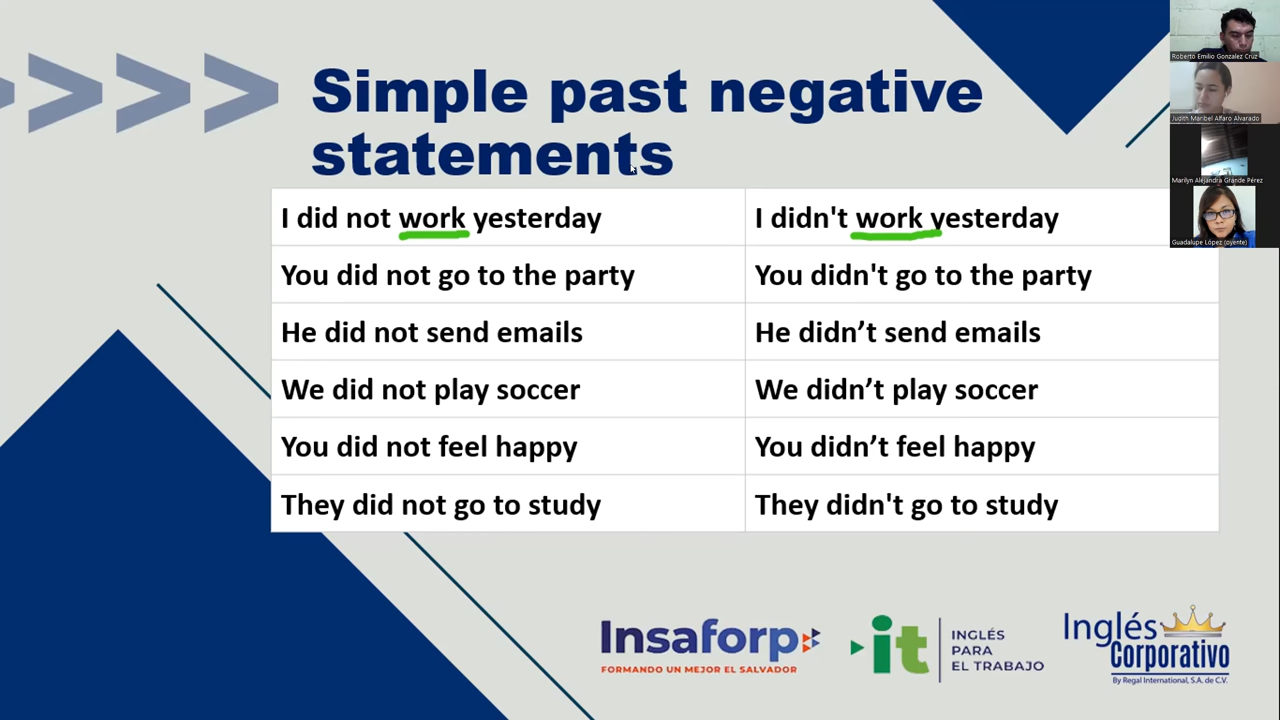 Simple past negative
statements
I did not work yesterday
I didn't work yesterday
You did not go to the party
You didn't go to the party
He did not send emails
He didn’t send emails
We did not play soccer
We didn’t play soccer
You did not feel happy
You didn’t feel happy
They did not go to study
They didn't go to study
Roberto Emilio Gonzalez Cruz
Judith Maribel Alfaro Alvarado
Marilyn Alejandra Grande Pérez
Guadalupe López (oyente)
Insaforp
FORMANDO UN MEJOR EL SALVADOR
it
INGLÉS
PARA
EL TRABAJO
Inglés
Corporativo
By Regal International, S.A. de C.V.